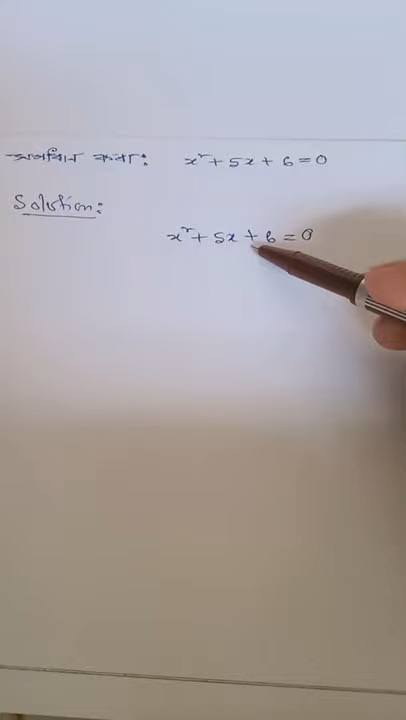 সমাধান করা: x² + 5x + 6 = 0
Solution:
x² + 5x + 6 = 0